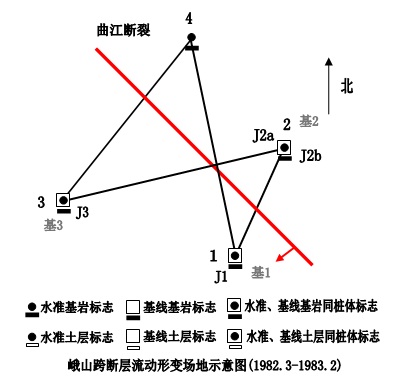 4
曲江断裂
北
2 基2
J2a
J2b
3
J3
基3
1
基1
J1
水准基岩标志 基线基岩标志 水准、基线基岩同桩体标志
水准土层标志 基线土层标志 水准、基线土层同桩体标志
峨山跨断层流动形变场地示意图(1982.3-1983.2)